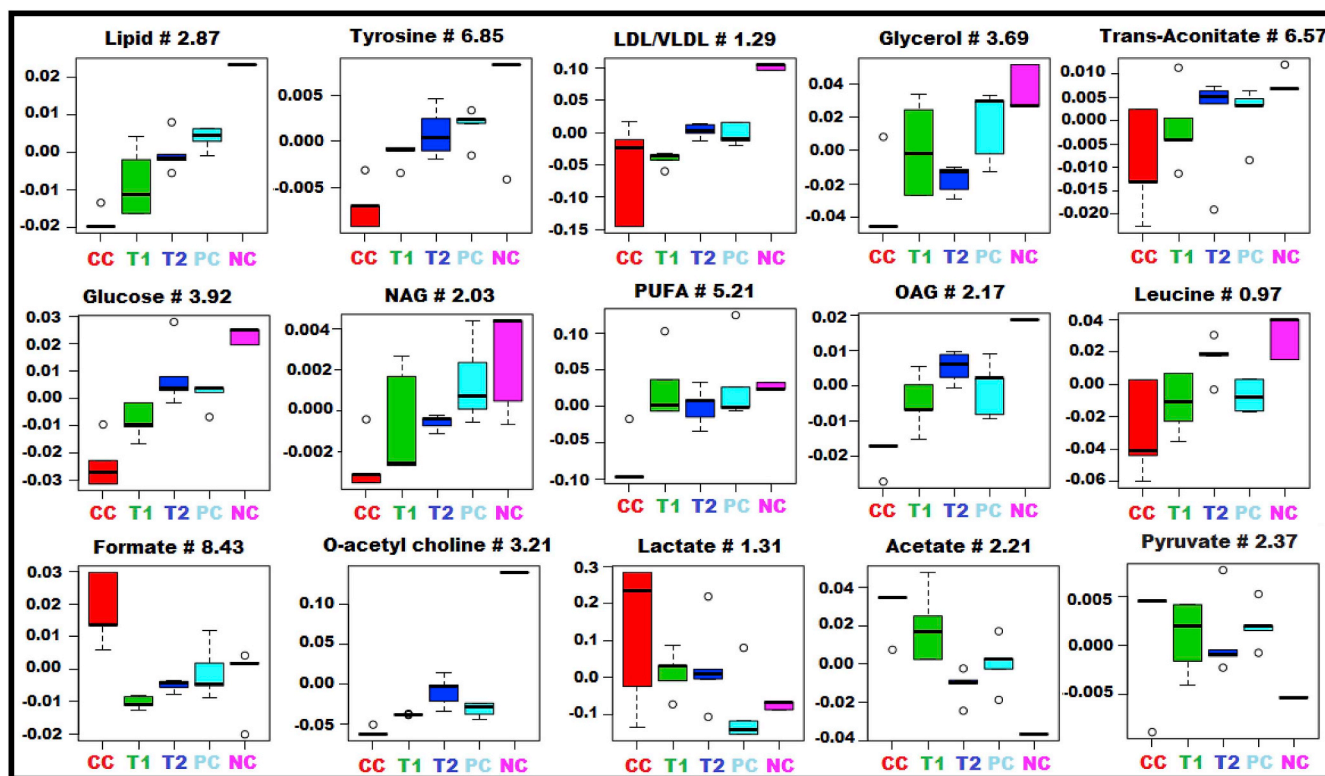 Lipid # 2.87
0.02
0.00
-0.01
-0.02
CC T1 T2 PC NC
Tyrosine # 6.85
0.005
0.000
-0.005
CC T1 T2 PC NC
LDL/VLDL # 1.29
0.10
0.05
0.00
-0.05
-0.10
-0.15
CC T1 T2 PC NC
Glycerol # 3.69
0.04
0.02
0.00
-0.02
-0.04
CC T1 T2 PC NC
Trans-Aconitate # 6.57
0.010
0.005
0.000
-0.005
-0.010
-0.015
-0.020
CC T1 T2 PC NC
Glucose # 3.92
0.03
0.02
0.01
0.00
-0.01
-0.02
-0.03
CC T1 T2 PC NC
NAG # 2.03
0.004
0.002
0.000
-0.002
CC T1 T2 PC NC
PUFA # 5.21
0.10
0.05
0.00
-0.05
-0.10
CC T1 T2 PC NC
OAG # 2.17
0.02
0.01
0.00
-0.01
-0.02
CC T1 T2 PC NC
Leucine # 0.97
0.04
0.02
0.00
-0.02
-0.04
-0.06
CC T1 T2 PC NC
Formate # 8.43
0.03
0.02
0.01
0.00
-0.01
-0.02
CC T1 T2 PC NC
O-acetyl choline # 3.21
0.10
-0.00
-0.05
CC T1 T2 PC NC
Lactate # 1.31
0.3
0.2
0.1
0.0
-0.1
CC T1 T2 PC NC
Acetate # 2.21
0.04
0.02
0.00
-0.02
-0.04
CC T1 T2 PC NC
Pyruvate # 2.37
0.005
0.000
-0.005
CC T1 T2 PC NC